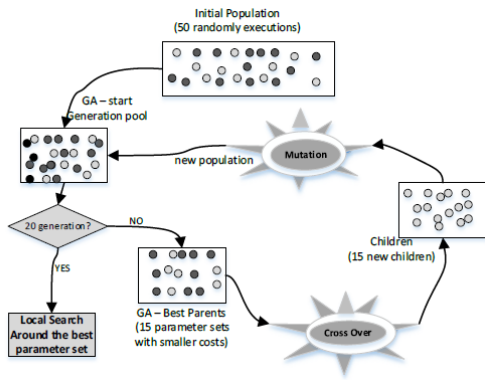 Initial Population
(50 randomly executions)
GA – start
Generation pool
Mutation
new population
20 generation?
NO
YES
Children
(15 new children)
GA – Best Parents
(15 parameter sets
with smaller costs)
Cross Over
Local Search
Around the best
parameter set